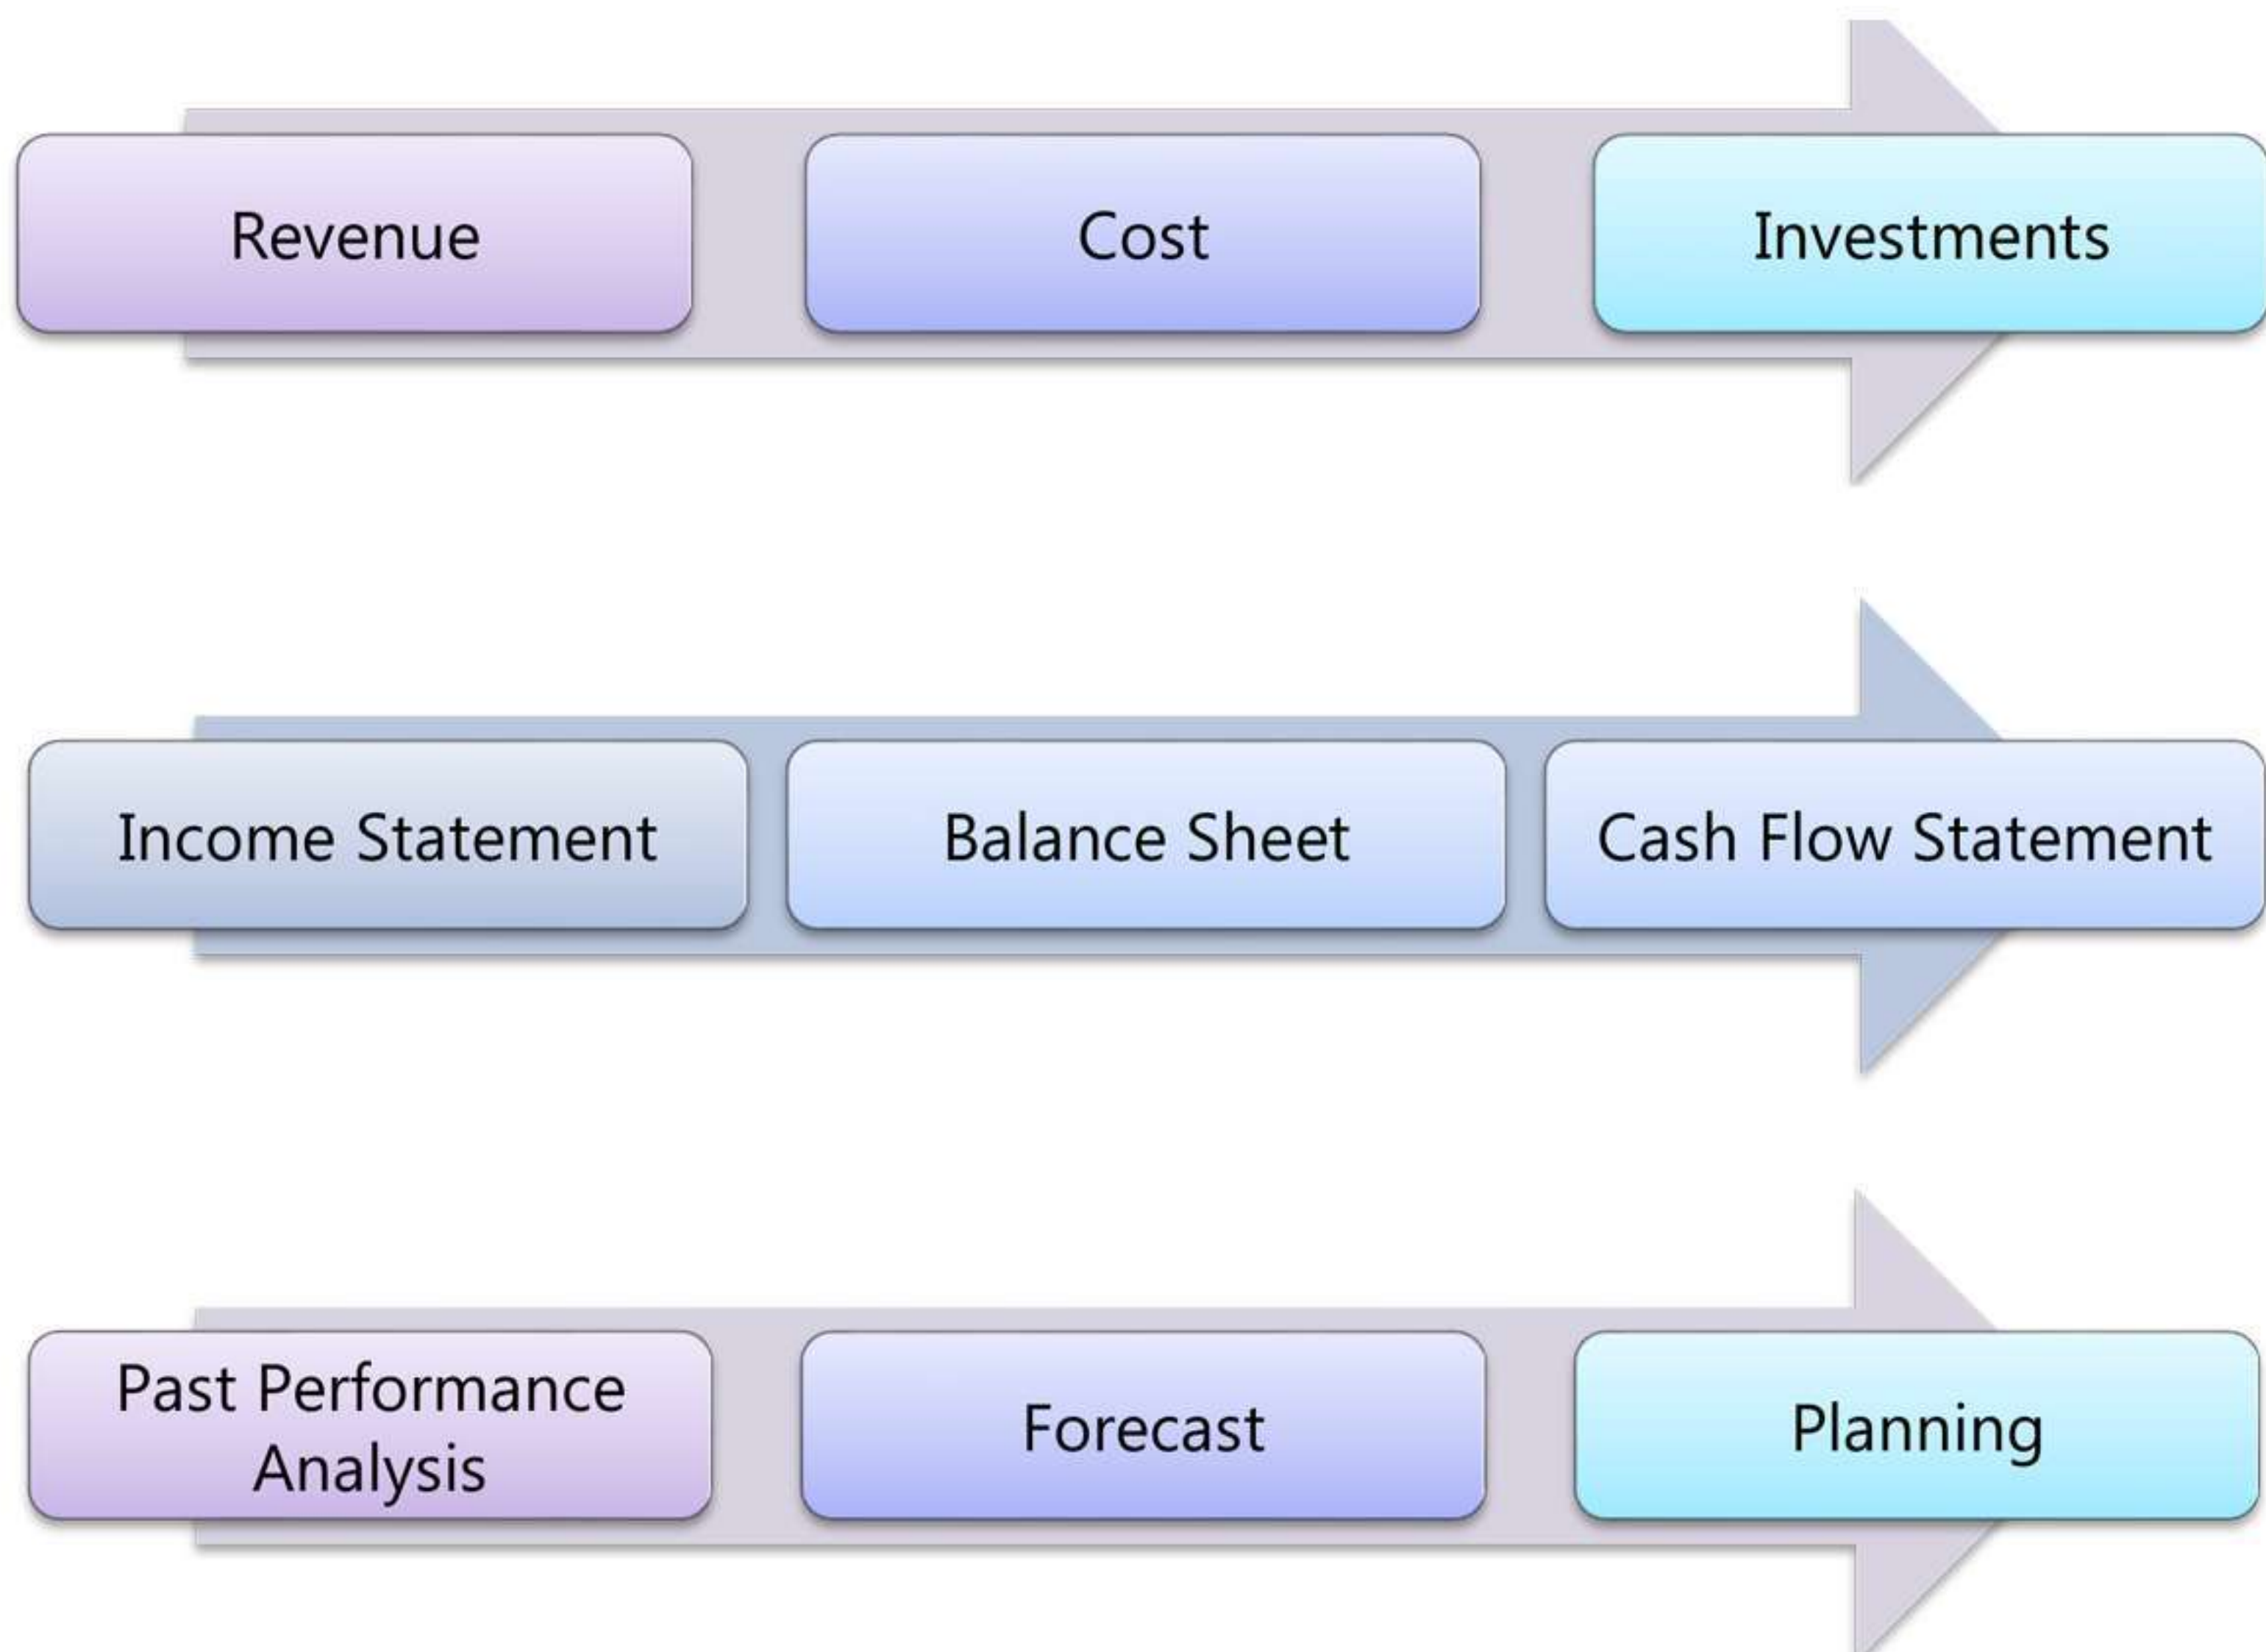 Revenue
Cost
Investments
Income Statement
Balance Sheet
Cash Flow Statement
Past Performance
Analysis
Forecast
Planning